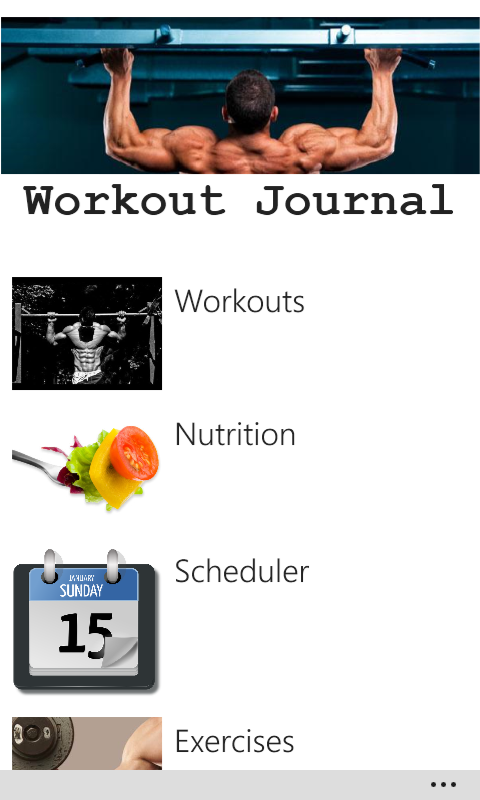 Workout Journal
Workouts
Nutrition
JANUARY
SUNDAY
15
Scheduler
Exercises